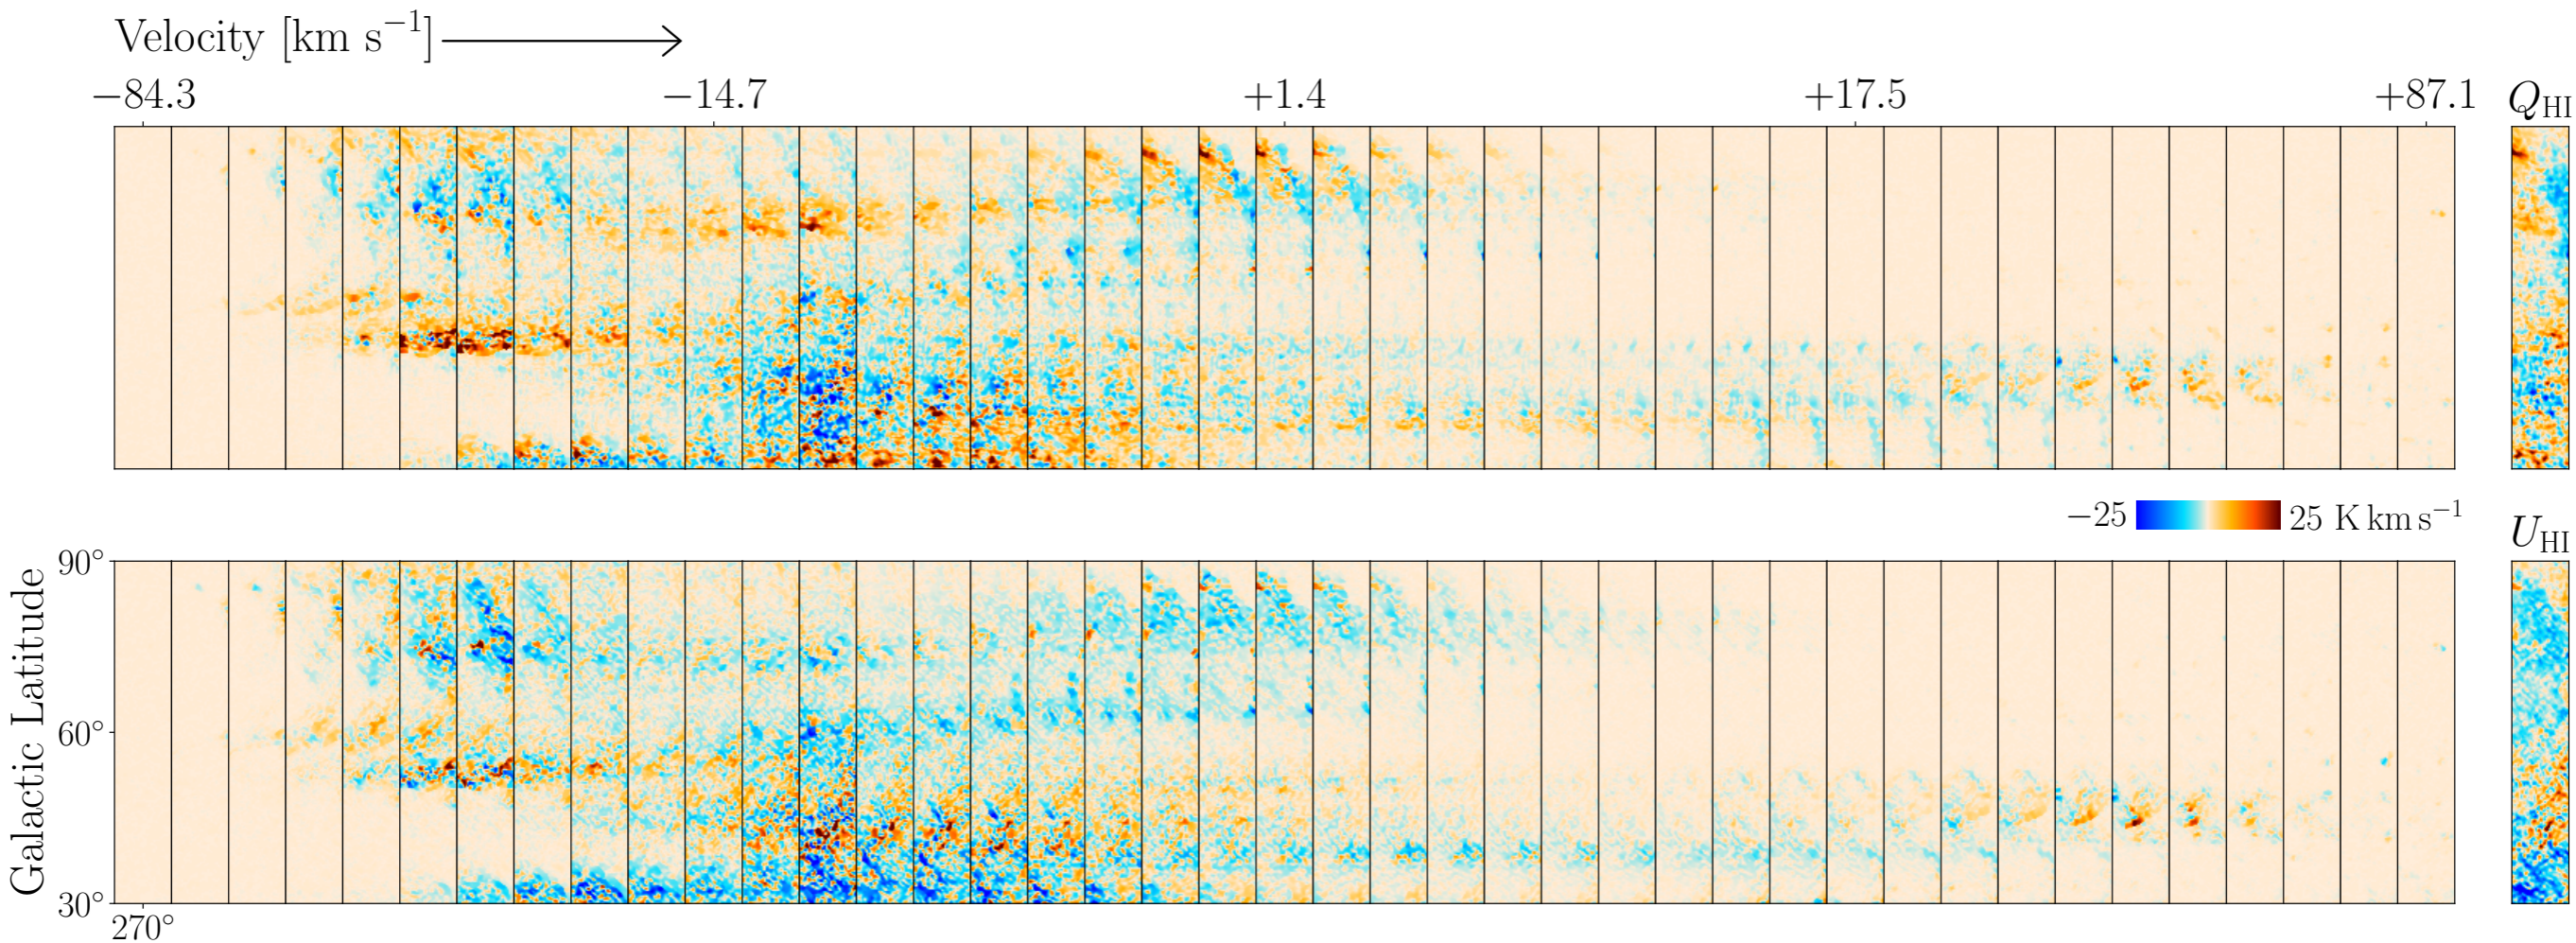 Velocity [km s⁻¹]
−84.3 −14.7 +1.4 +17.5 +87.1 Q_HI
−25 25 K km s⁻¹
U_HI
Galactic Latitude
90°
60°
30°
270°